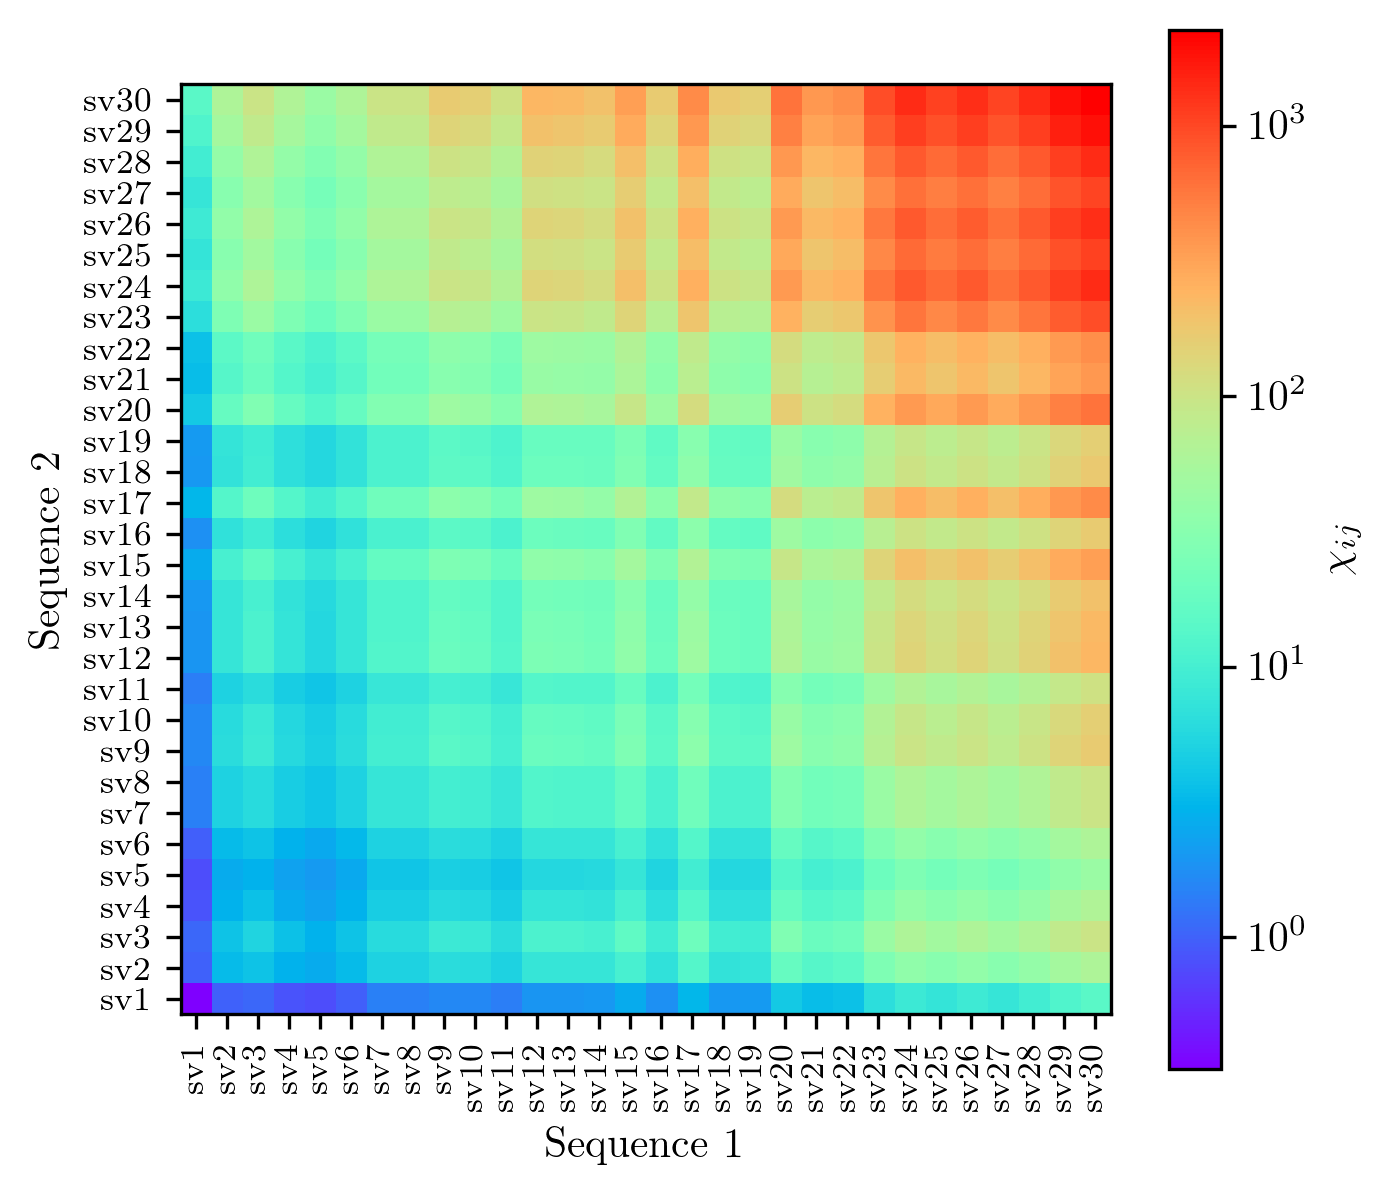 sv30
sv29
sv28
sv27
sv26
sv25
sv24
sv23
sv22
sv21
sv20
sv19
sv18
sv17
sv16
sv15
sv14
sv13
sv12
sv11
sv10
sv9
sv8
sv7
sv6
sv5
sv4
sv3
sv2
sv1
Sequence 2
sv1 sv2 sv3 sv4 sv5 sv6 sv7 sv8 sv9 sv10 sv11 sv12 sv13 sv14 sv15 sv16 sv17 sv18 sv19 sv20 sv21 sv22 sv23 sv24 sv25 sv26 sv27 sv28 sv29 sv30
Sequence 1
10³
10²
10¹
10⁰
χᵢⱼ